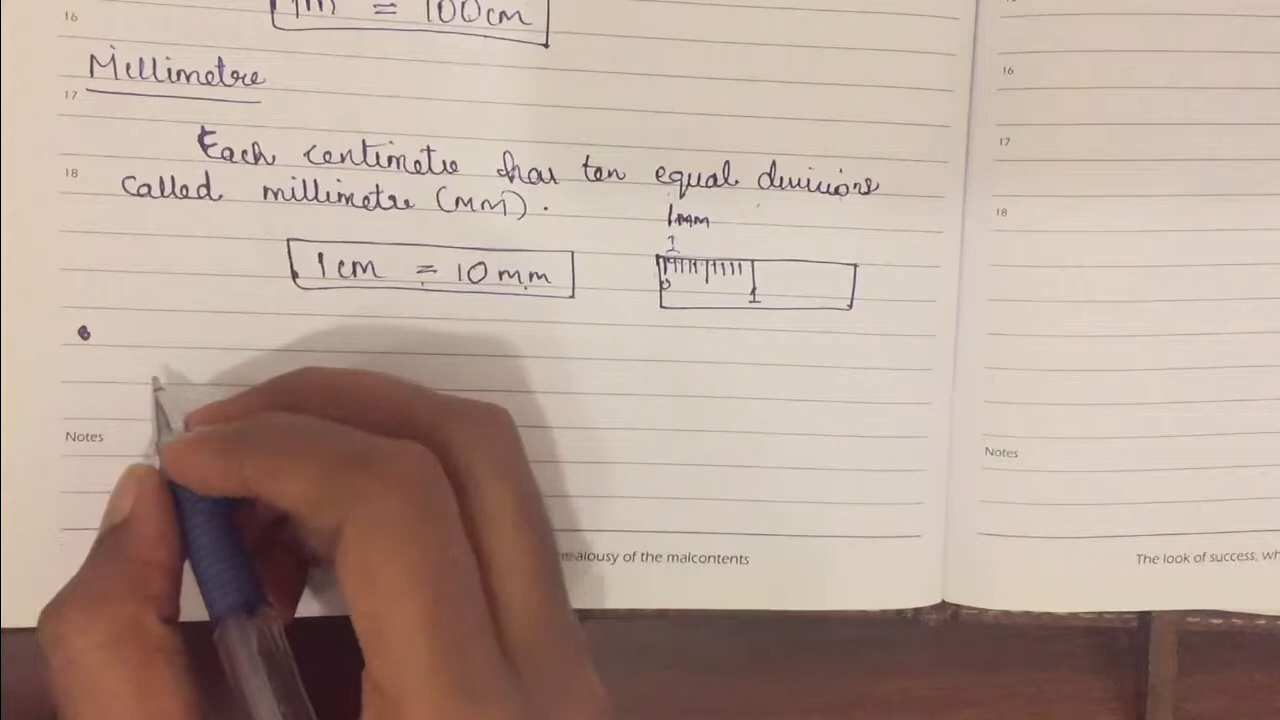 16
1m = 100cm
Millimetre
17
Each centimetre has ten equal divisions
18
called millimetre (MM).
1mm
1
1cm = 10mm
0
1
Notes
ealousy of the malcontents
16
17
18
Notes
The look of success, wh